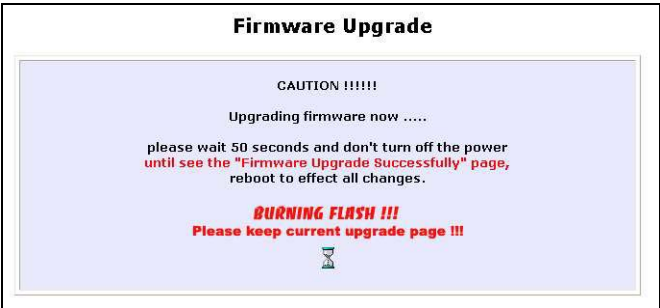 Firmware Upgrade
CAUTION !!!!!!
Upgrading firmware now .....
please wait 50 seconds and don't turn off the power
until see the "Firmware Upgrade Successfully" page,
reboot to effect all changes.
BURNING FLASH !!!
Please keep current upgrade page !!!